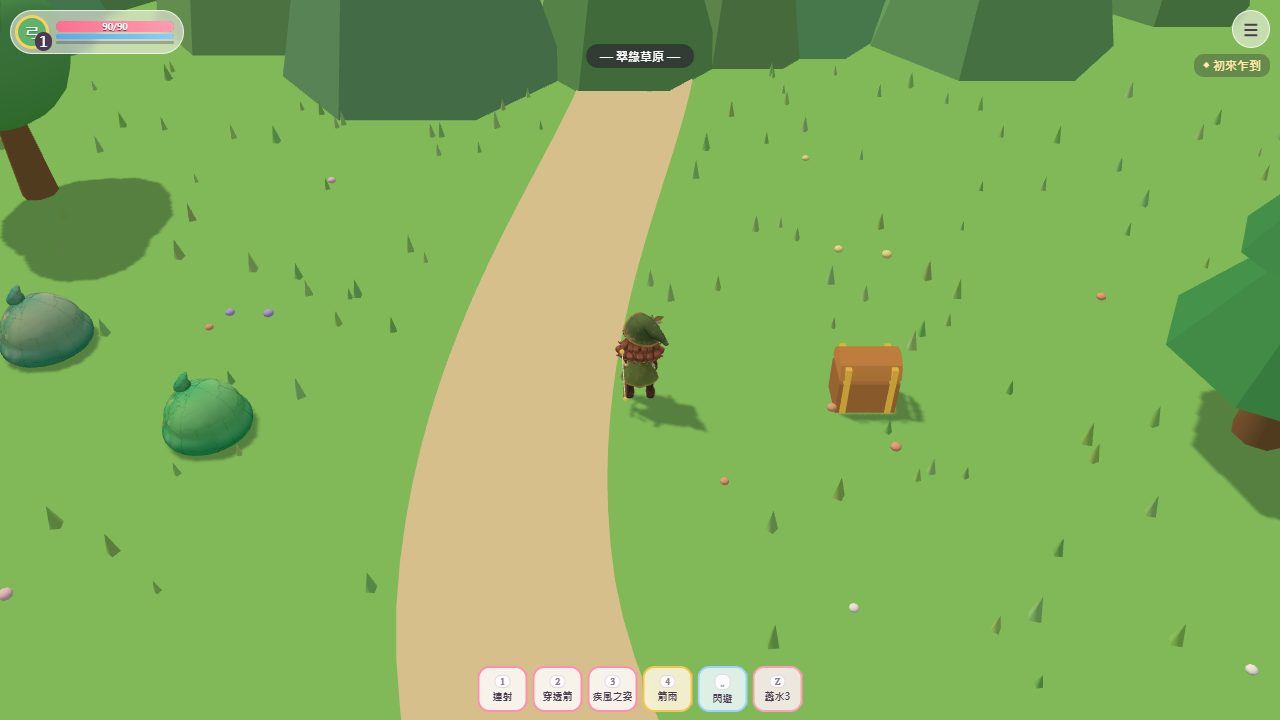 90/90
弓
1
— 翠綠草原 —
☰
✦ 初來乍到
1 連射
2 穿透箭
3 疾風之姿
4 箭雨
閃避
Z 藥水3